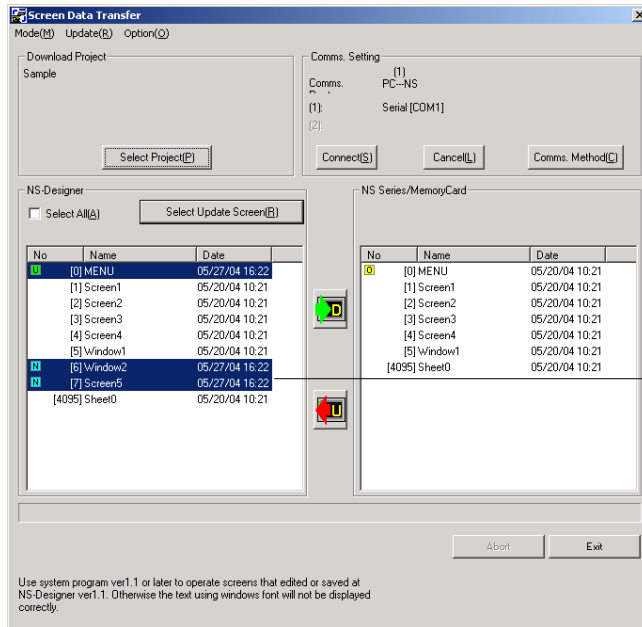 Screen Data Transfer
Mode(M) Update(R) Option(O)
Download Project
Sample
Select Project(P)
Comms. Setting
(1)
Comms. PC---NS
(1): Serial [COM1]
(2):
Connect(S) Cancel(L) Comms. Method(C)
NS-Designer
Select All(A) Select Update Screen(R)
No Name Date
U [0] MENU 05/27/04 16:22
[1] Screen1 05/20/04 10:21
[2] Screen2 05/20/04 10:21
[3] Screen3 05/20/04 10:21
[4] Screen4 05/20/04 10:21
[5] Window1 05/20/04 10:21
N [6] Window2 05/27/04 16:22
N [7] Screen5 05/27/04 16:22
[4095] Sheet0 05/20/04 10:21
D
U
NS Series/MemoryCard
No Name Date
O [0] MENU 05/20/04 10:21
[1] Screen1 05/20/04 10:21
[2] Screen2 05/20/04 10:21
[3] Screen3 05/20/04 10:21
[4] Screen4 05/20/04 10:21
[5] Window1 05/20/04 10:21
[4095] Sheet0 05/20/04 10:21
Abort Exit
Use system program ver1.1 or later to operate screens that edited or saved at
NS-Designer ver1.1. Otherwise the text using windows font will not be displayed
correctly.